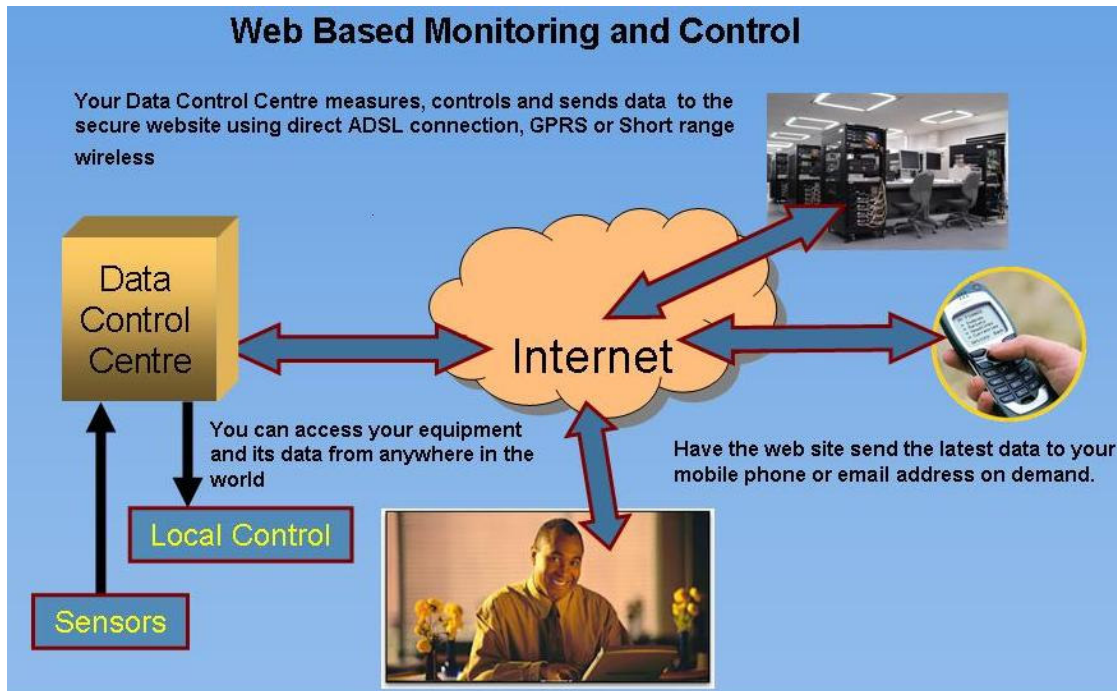 Web Based Monitoring and Control
Your Data Control Centre measures, controls and sends data to the
secure website using direct ADSL connection, GPRS or Short range
wireless
Data
Control
Centre
Internet
You can access your equipment
and its data from anywhere in the
world
Have the web site send the latest data to your
mobile phone or email address on demand.
Local Control
Sensors